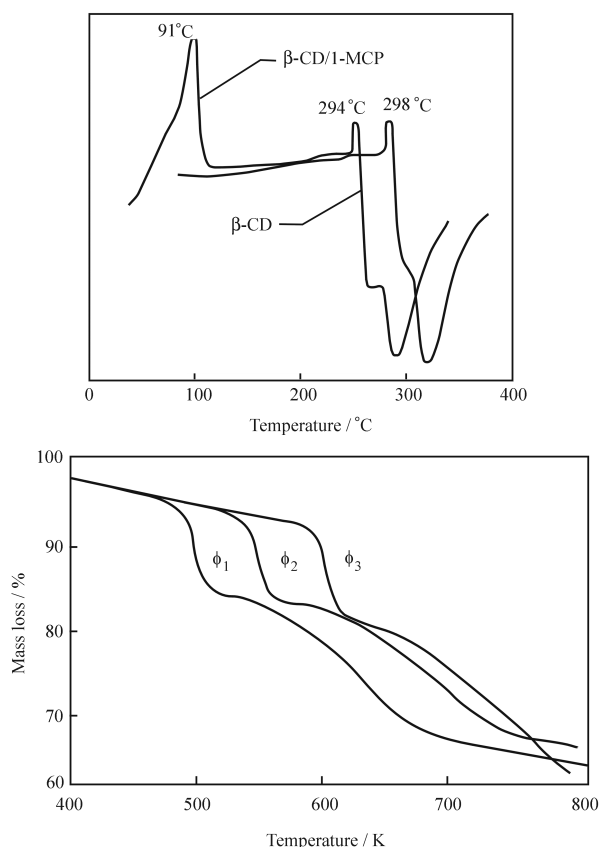 91°C
β-CD/1-MCP
294°C 298°C
β-CD
0 100 200 300 400
Temperature / °C
100
90
80
70
60
Mass loss / %
ϕ1 ϕ2 ϕ3
400 500 600 700 800
Temperature / K